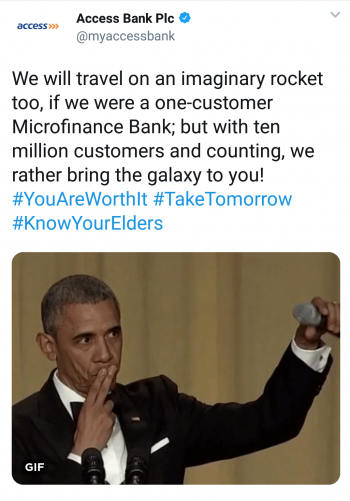 access>>>
Access Bank Plc
@myaccessbank
We will travel on an imaginary rocket
too, if we were a one-customer
Microfinance Bank; but with ten
million customers and counting, we
rather bring the galaxy to you!
#YouAreWorthIt #TakeTomorrow
#KnowYourElders
GIF